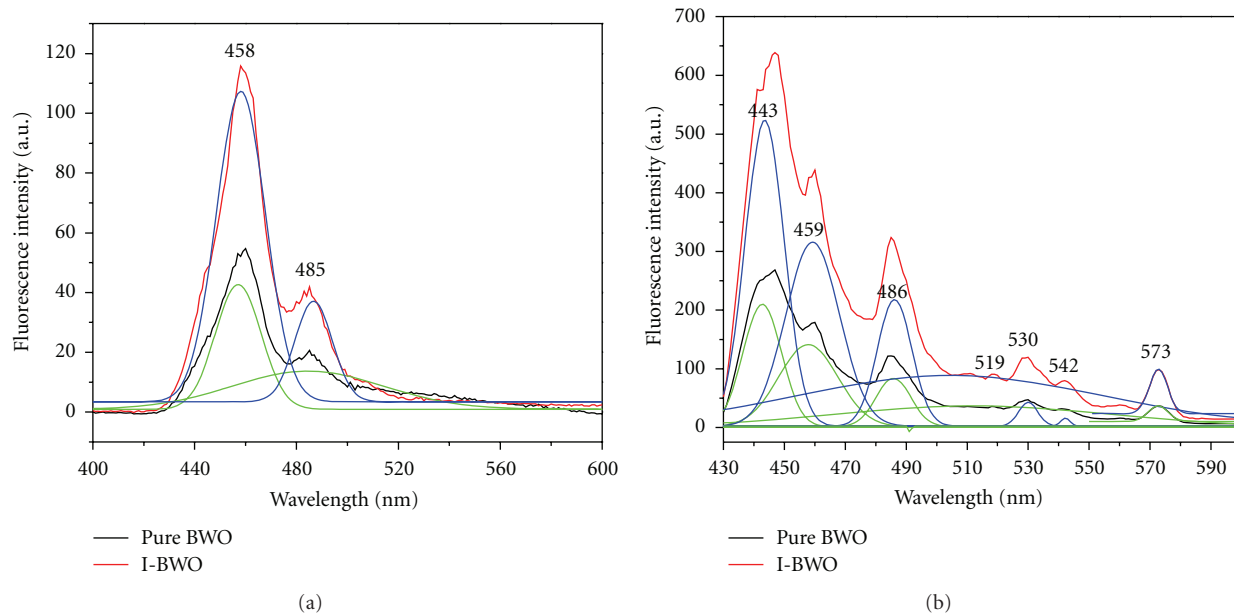 120
100
80
60
40
20
0
Fluorescence intensity (a.u.)
458
485
400 440 480 520 560 600
Wavelength (nm)
Pure BWO
I-BWO
(a)
700
600
500
400
300
200
100
0
Fluorescence intensity (a.u.)
443
459
486
519
530
542
573
430 450 470 490 510 530 550 570 590
Wavelength (nm)
Pure BWO
I-BWO
(b)